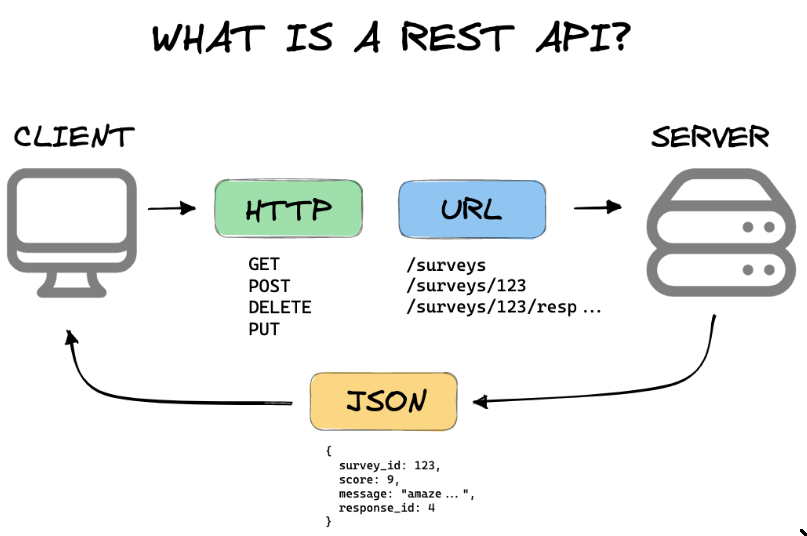 WHAT IS A REST API?
CLIENT
SERVER
HTTP
URL
GET
POST
DELETE
PUT
/surveys
/surveys/123
/surveys/123/resp...
JSON
{
survey_id: 123,
score: 9,
message: "amaze...",
response_id: 4
}